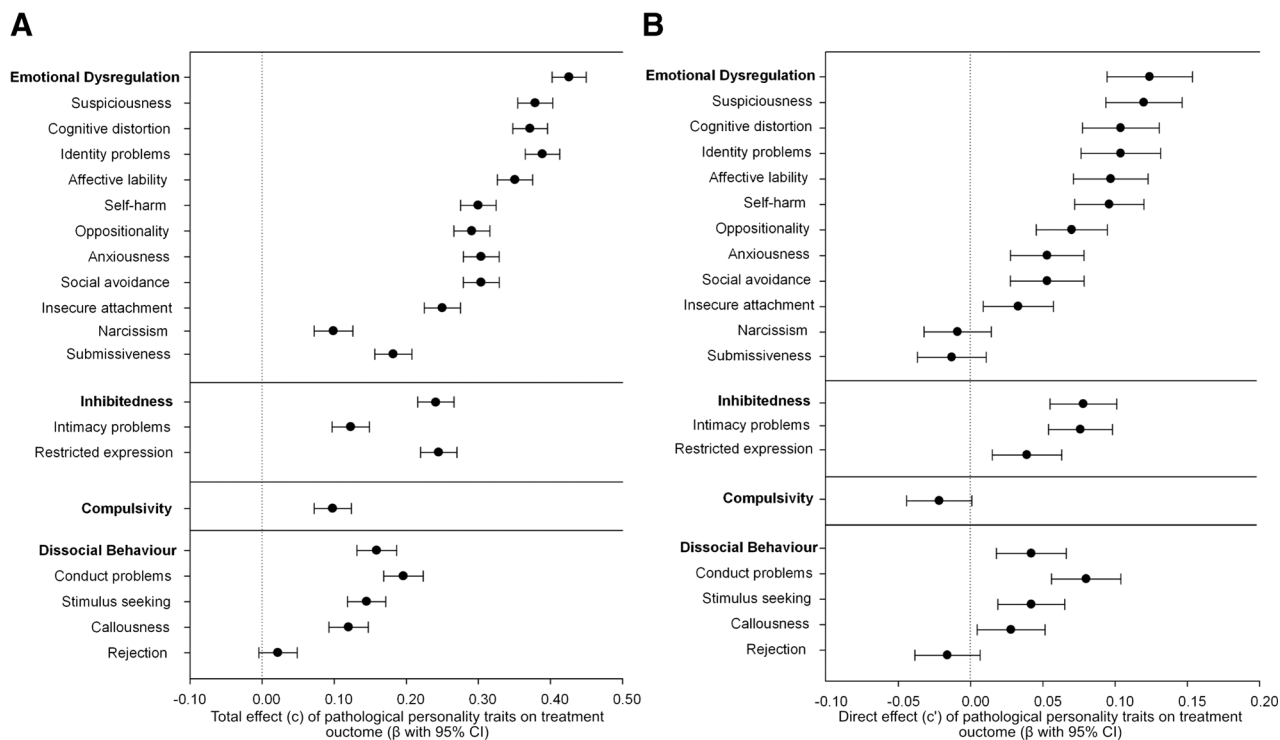 A
Emotional Dysregulation
Suspiciousness
Cognitive distortion
Identity problems
Affective lability
Self-harm
Oppositionality
Anxiousness
Social avoidance
Insecure attachment
Narcissism
Submissiveness
Inhibitedness
Intimacy problems
Restricted expression
Compulsivity
Dissocial Behaviour
Conduct problems
Stimulus seeking
Callousness
Rejection
-0.10 0.00 0.10 0.20 0.30 0.40 0.50
Total effect (c) of pathological personality traits on treatment
ouctome (β with 95% CI)
B
Emotional Dysregulation
Suspiciousness
Cognitive distortion
Identity problems
Affective lability
Self-harm
Oppositionality
Anxiousness
Social avoidance
Insecure attachment
Narcissism
Submissiveness
Inhibitedness
Intimacy problems
Restricted expression
Compulsivity
Dissocial Behaviour
Conduct problems
Stimulus seeking
Callousness
Rejection
-0.10 -0.05 0.00 0.05 0.10 0.15 0.20
Direct effect (c') of pathological personality traits on treatment
ouctome (β with 95% CI)